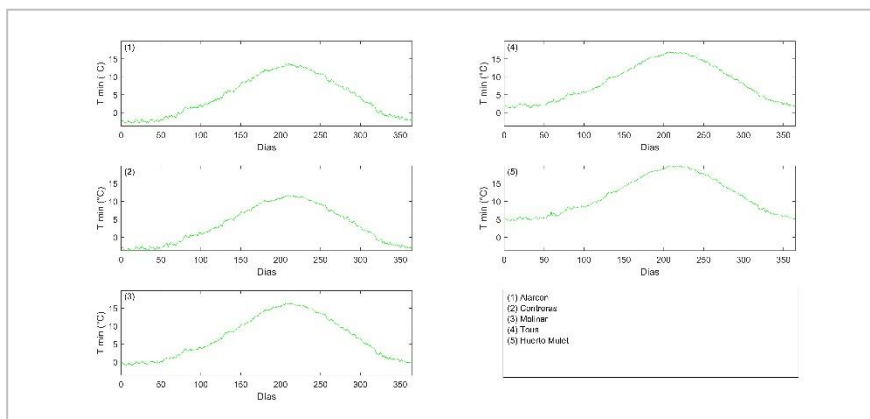 (1)
T min (°C)
15
10
5
0
0 50 100 150 200 250 300 350
Dias
(2)
T min (°C)
15
10
5
0
0 50 100 150 200 250 300 350
Dias
(3)
T min (°C)
15
10
5
0
0 50 100 150 200 250 300 350
Dias
(4)
T min (°C)
15
10
5
0
0 50 100 150 200 250 300 350
Dias
(5)
T min (°C)
15
10
5
0
0 50 100 150 200 250 300 350
Dias
(1) Alarcon
(2) Contreras
(3) Molinar
(4) Tous
(5) Huerto Mulet